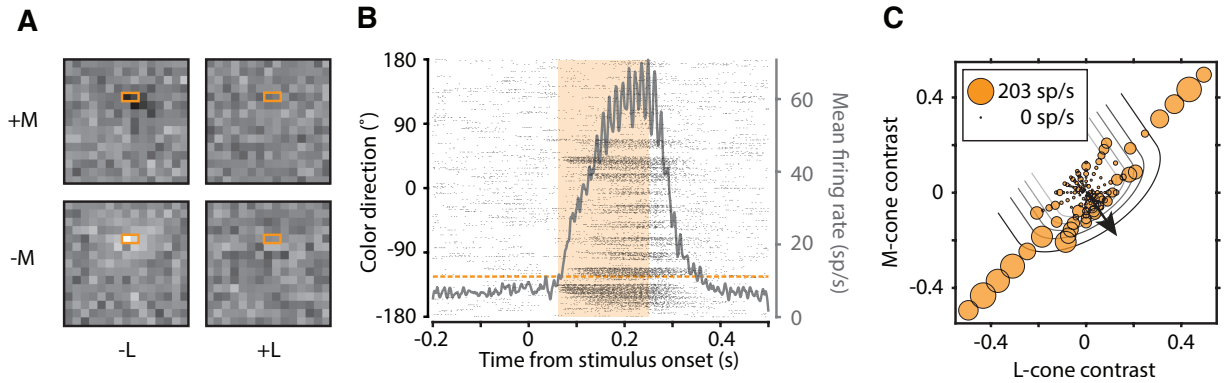 A
+M
-M
-L
+L
B
Color direction (°)
180
90
0
-90
-180
-0.2
0
0.2
0.4
Time from stimulus onset (s)
60
40
20
0
Mean firing rate (sp/s)
C
203 sp/s
0 sp/s
M-cone contrast
0.4
0
-0.4
-0.4
0
0.4
L-cone contrast